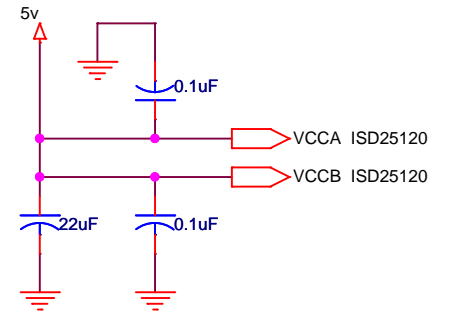 5v
0.1uF
VCCA ISD25120
VCCB ISD25120
22uF
0.1uF